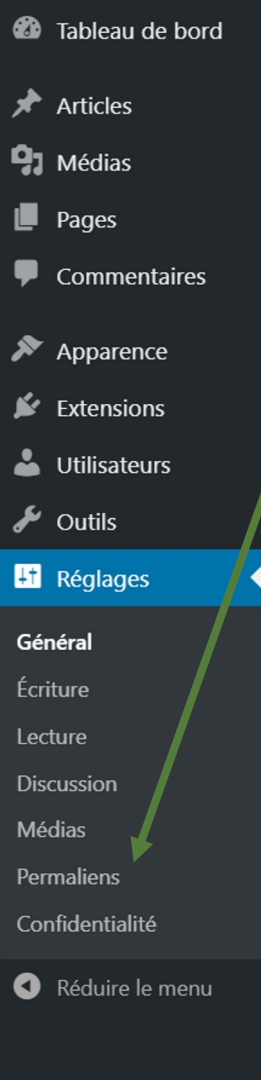 Tableau de bord
Articles
Médias
Pages
Commentaires
Apparence
Extensions
Utilisateurs
Outils
Réglages
Général
Écriture
Lecture
Discussion
Médias
Permaliens
Confidentialité
Réduire le menu